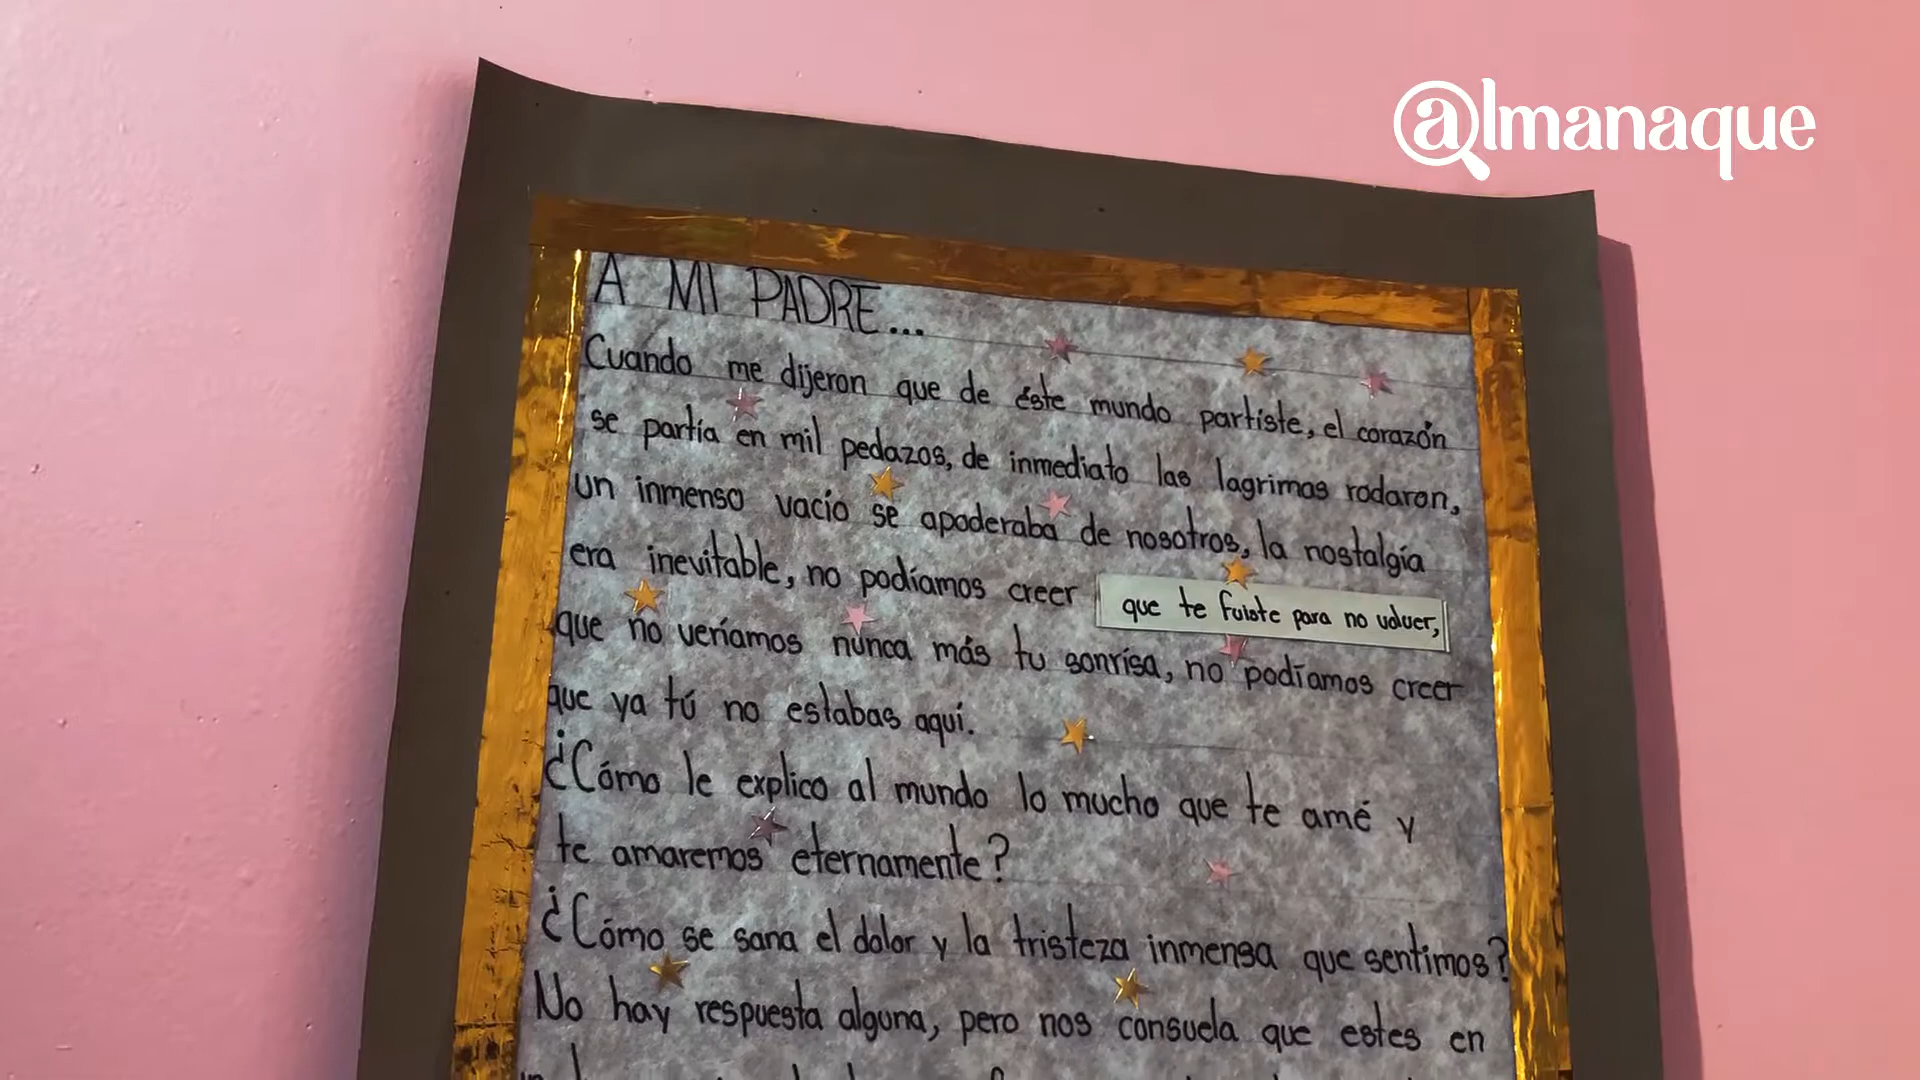 @lmanaque
A MI PADRE...
Cuando me dijeron que de éste mundo partiste, el corazón
se partía en mil pedazos, de inmediato las lagrimas rodaron,
un inmenso vacío se apoderaba de nosotros, la nostalgía
era inevitable, no podíamos creer que te fuiste para no volver,
que no veríamos nunca más tu sonrisa, no podíamos creer
que ya tú no estabas aquí.
¿Cómo le explico al mundo lo mucho que te amé y
te amaremos eternamente?
¿Cómo se sana el dolor y la tristeza inmensa que sentimos?
No hay respuesta alguna, pero nos consuela que estes en